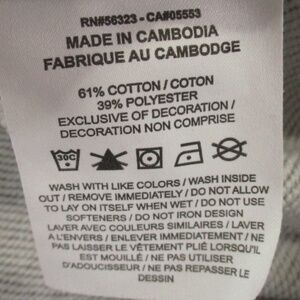 RN#56323 - CA#05553
MADE IN CAMBODIA
FABRIQUE AU CAMBODGE
61% COTTON / COTON
39% POLYESTER
EXCLUSIVE OF DECORATION /
DECORATION NON COMPRISE
30C
WASH WITH LIKE COLORS / WASH INSIDE
OUT / REMOVE IMMEDIATELY / DO NOT ALLOW
TO LAY ON ITSELF WHEN WET / DO NOT USE
SOFTENERS / DO NOT IRON DESIGN
LAVER AVEC COULEURS SIMILAIRES / LAVER
A L'ENVERS / ENLEVER IMMEDIATEMENT / NE
PAS LAISSER LE VÊTEMENT PLIÉ LORSQU'IL
EST MOUILLÉ / NE PAS UTILISER
D'ADOUCISSEUR / NE PAS REPASSER LE
DESSIN